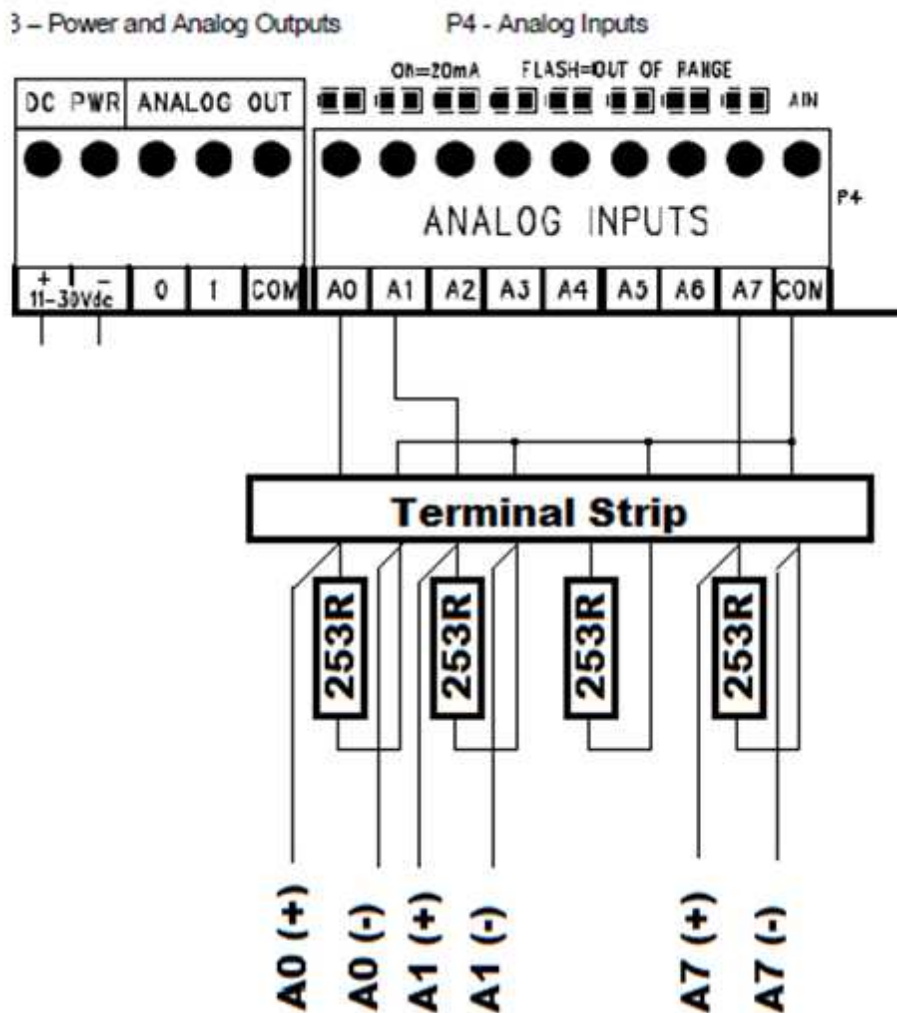 3 – Power and Analog Outputs P4 - Analog Inputs
ON=20mA FLASH=OUT OF RANGE
DC PWR ANALOG OUT AIN
ANALOG INPUTS P4
+ - 0 1 COM A0 A1 A2 A3 A4 A5 A6 A7 CON
11-30Vdc
Terminal Strip
253R 253R 253R 253R
A0 (+) A0 (-) A1 (+) A1 (-) A7 (+) A7 (-)